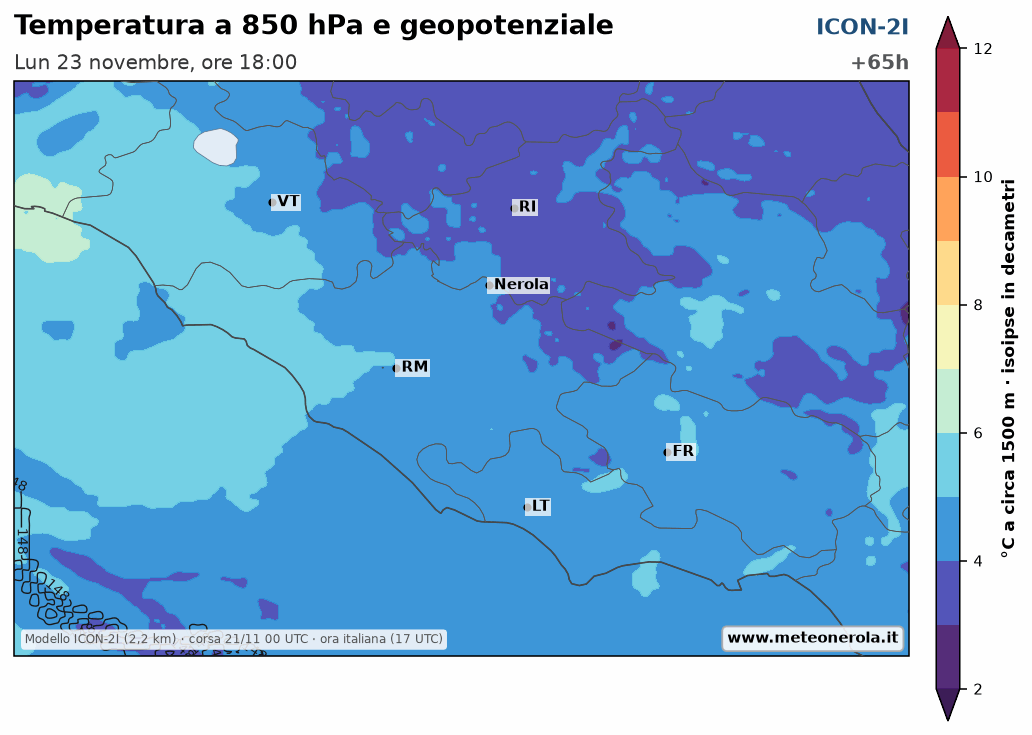 Temperatura a 850 hPa e geopotenziale
ICON-2I
Lun 23 novembre, ore 18:00
+65h
12
10
8
6
4
2
°C a circa 1500 m · isoipse in decametri
VT
RI
Nerola
RM
FR
LT
48
148
148
Modello ICON-2I (2,2 km) · corsa 21/11 00 UTC · ora italiana (17 UTC)
www.meteonerola.it